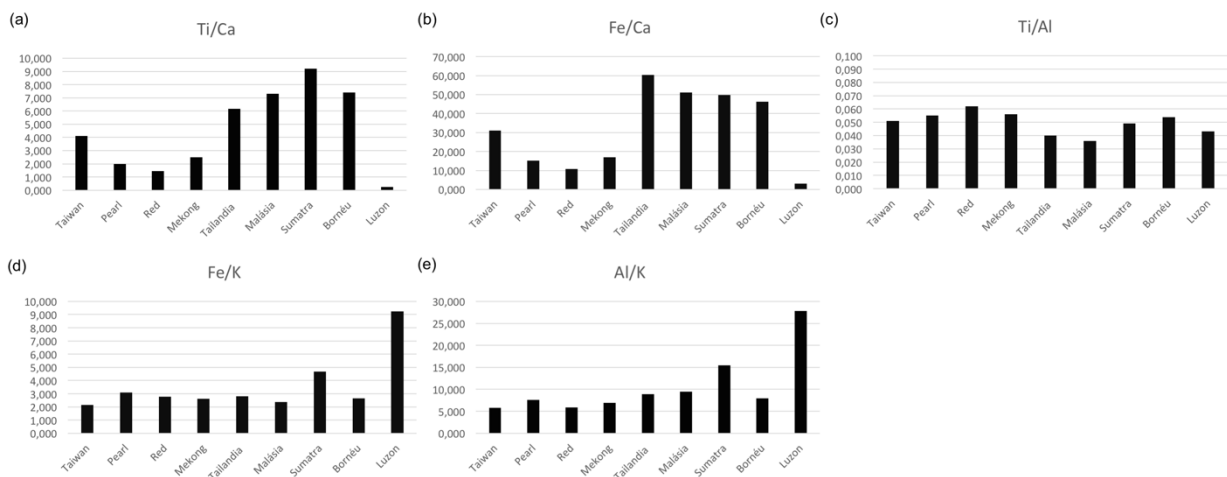 (a)
Ti/Ca
10,000
9,000
8,000
7,000
6,000
5,000
4,000
3,000
2,000
1,000
0,000
Taiwan
Pearl
Red
Mekong
Tailandia
Malásia
Sumatra
Bornéu
Luzon
(b)
Fe/Ca
70,000
60,000
50,000
40,000
30,000
20,000
10,000
0,000
Taiwan
Pearl
Red
Mekong
Tailandia
Malásia
Sumatra
Bornéu
Luzon
(c)
Ti/Al
0,100
0,090
0,080
0,070
0,060
0,050
0,040
0,030
0,020
0,010
0,000
Taiwan
Pearl
Red
Mekong
Tailandia
Malásia
Sumatra
Bornéu
Luzon
(d)
Fe/K
10,000
9,000
8,000
7,000
6,000
5,000
4,000
3,000
2,000
1,000
0,000
Taiwan
Pearl
Red
Mekong
Tailandia
Malásia
Sumatra
Bornéu
Luzon
(e)
Al/K
30,000
25,000
20,000
15,000
10,000
5,000
0,000
Taiwan
Pearl
Red
Mekong
Tailandia
Malásia
Sumatra
Bornéu
Luzon